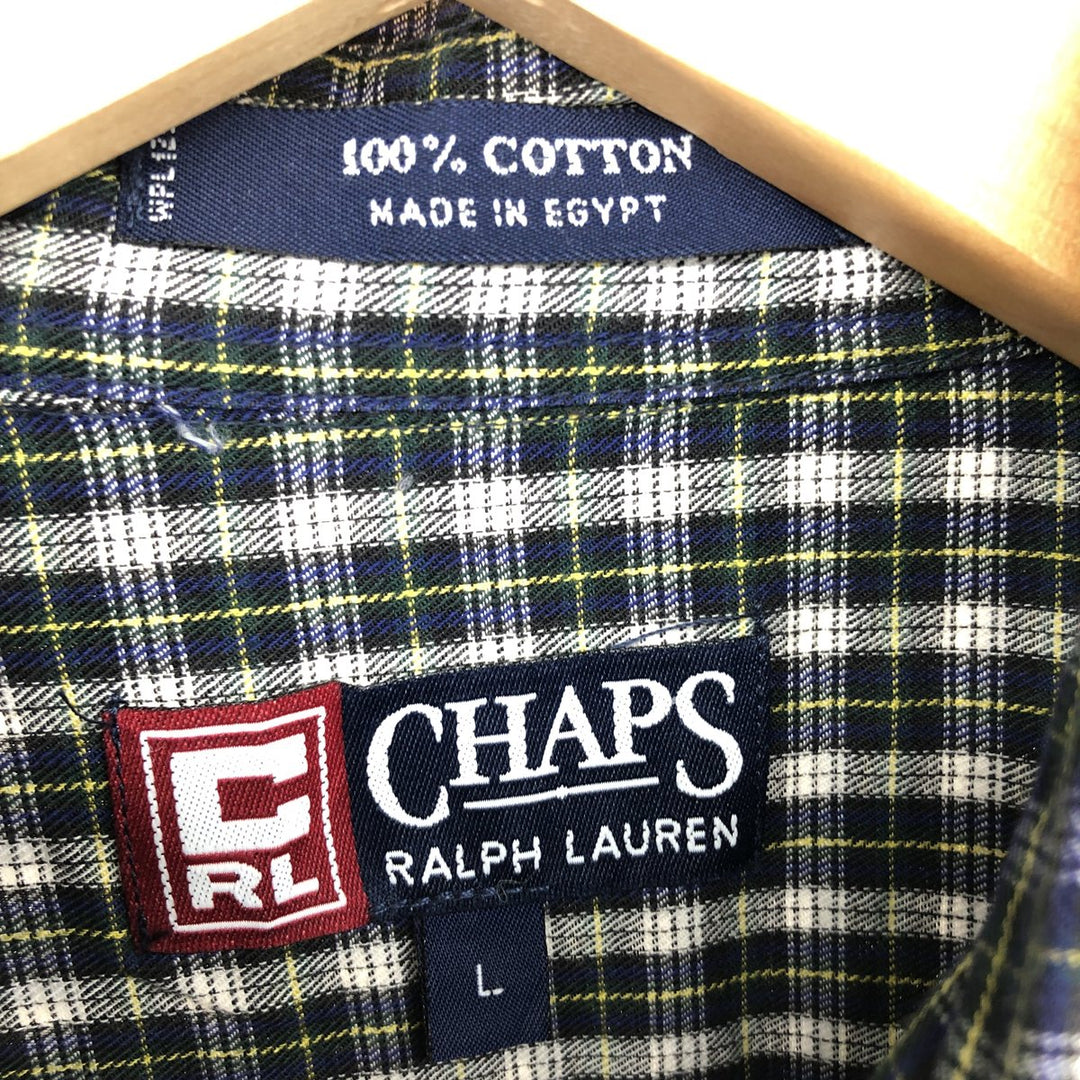 100% COTTON
MADE IN EGYPT
CHAPS
RALPH LAUREN
C
RL
L